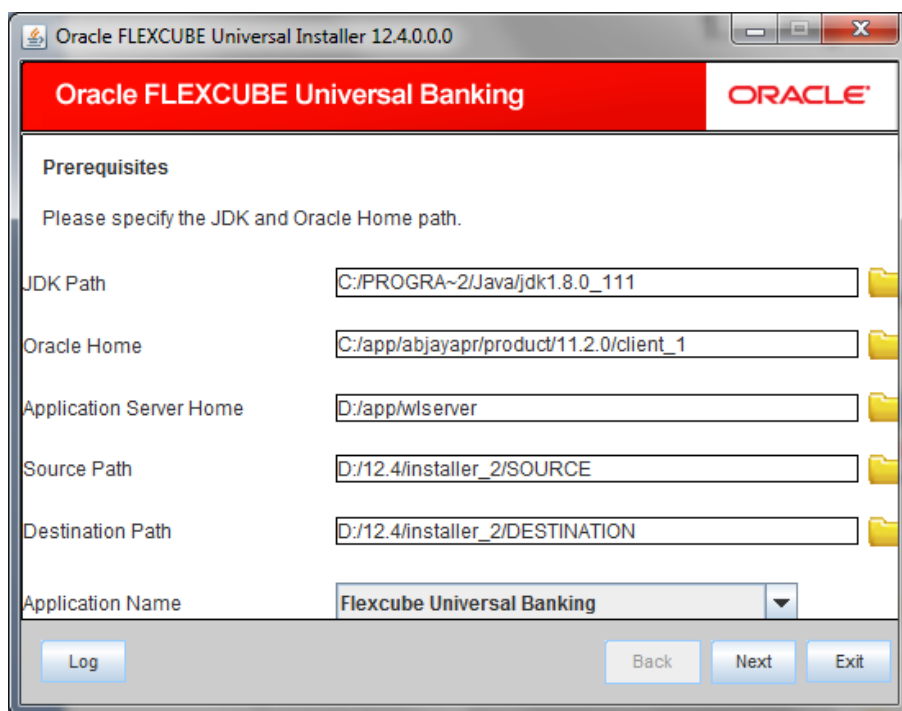 Oracle FLEXCUBE Universal Installer 12.4.0.0.0
Oracle FLEXCUBE Universal Banking
ORACLE
Prerequisites
Please specify the JDK and Oracle Home path.
JDK Path C:/PROGRA~2/Java/jdk1.8.0_111
Oracle Home C:/app/abjayapr/product/11.2.0/client_1
Application Server Home D:/app/wlserver
Source Path D:/12.4/installer_2/SOURCE
Destination Path D:/12.4/installer_2/DESTINATION
Application Name Flexcube Universal Banking
Log Back Next Exit